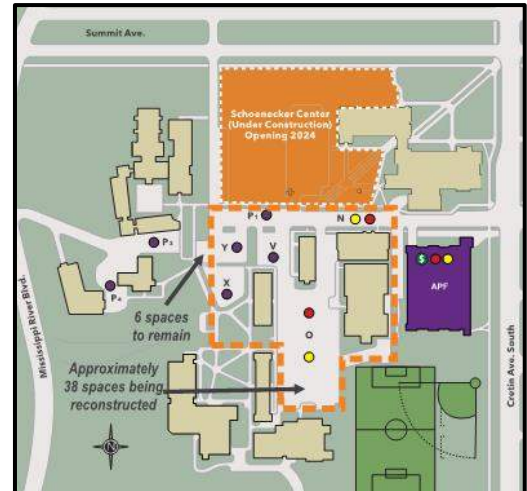 Summit Ave.
Schoenecker Center
(Under Construction)
Opening 2024
P1
N
Y
V
P3
X
P4
$
APF
6 spaces
to remain
Mississippi River Blvd.
Cretin Ave. South
Approximately
38 spaces being
reconstructed
N